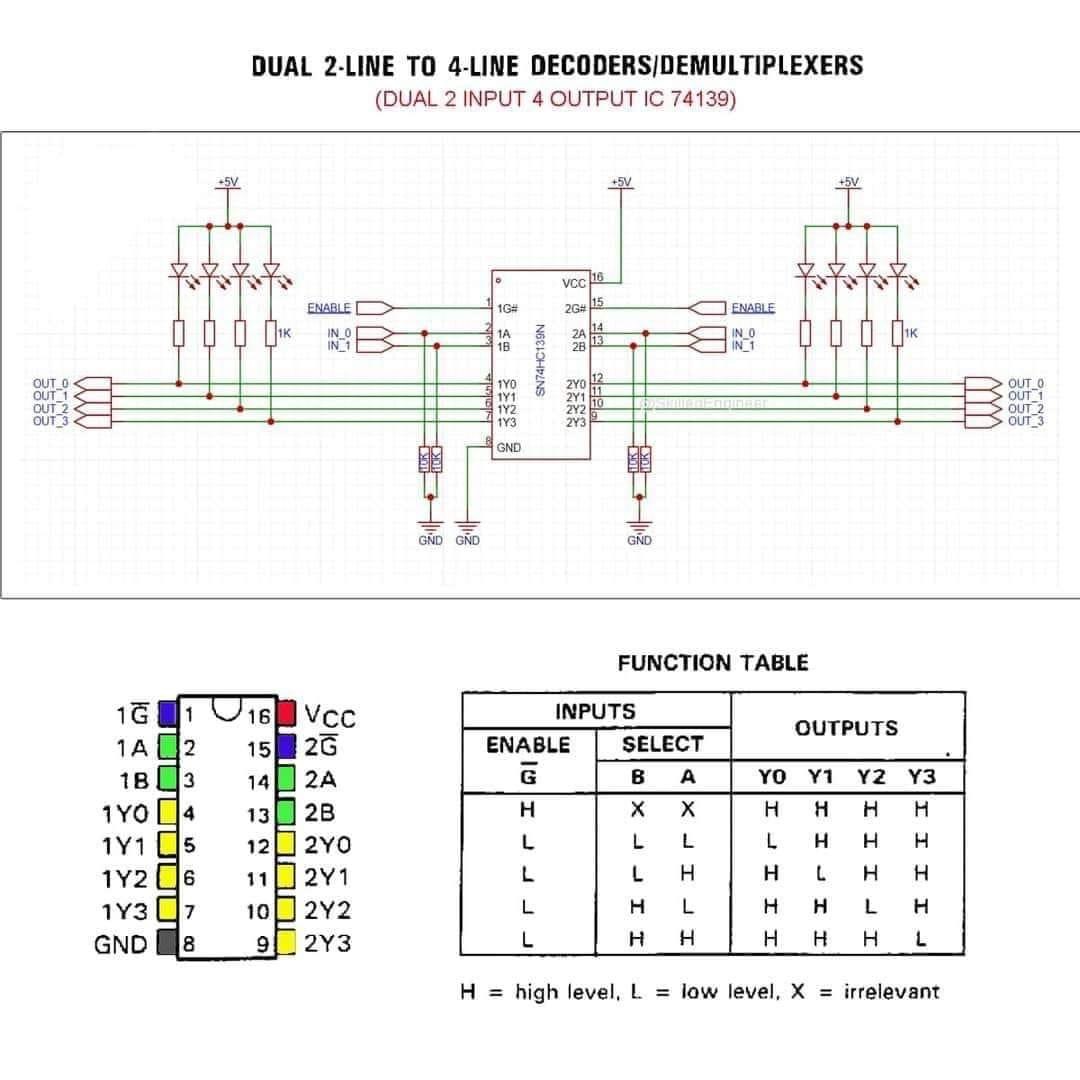 DUAL 2-LINE TO 4-LINE DECODERS/DEMULTIPLEXERS
(DUAL 2 INPUT 4 OUTPUT IC 74139)
+5V
+5V
+5V
1K
OUT_0
OUT_1
OUT_2
OUT_3
ENABLE
IN_0
IN_1
1 1G#
2 1A
3 1B
4 1Y0
5 1Y1
6 1Y2
7 1Y3
8 GND
SN74HC139N
VCC 16
2G# 15
2A 14
2B 13
2Y0 12
2Y1 11
2Y2 10
2Y3 9
@SkilledEngineer
ENABLE
IN_0
IN_1
1K
OUT_0
OUT_1
OUT_2
OUT_3
10K 10K
10K 10K
GND GND
GND
1G̅ 1 16 VCC
1A 2 15 2G̅
1B 3 14 2A
1Y0 4 13 2B
1Y1 5 12 2Y0
1Y2 6 11 2Y1
1Y3 7 10 2Y2
GND 8 9 2Y3
FUNCTION TABLE
INPUTS OUTPUTS
ENABLE SELECT
G̅ B A Y0 Y1 Y2 Y3
H X X H H H H
L L L L H H H
L L H H L H H
L H L H H L H
L H H H H H L
H = high level, L = low level, X = irrelevant